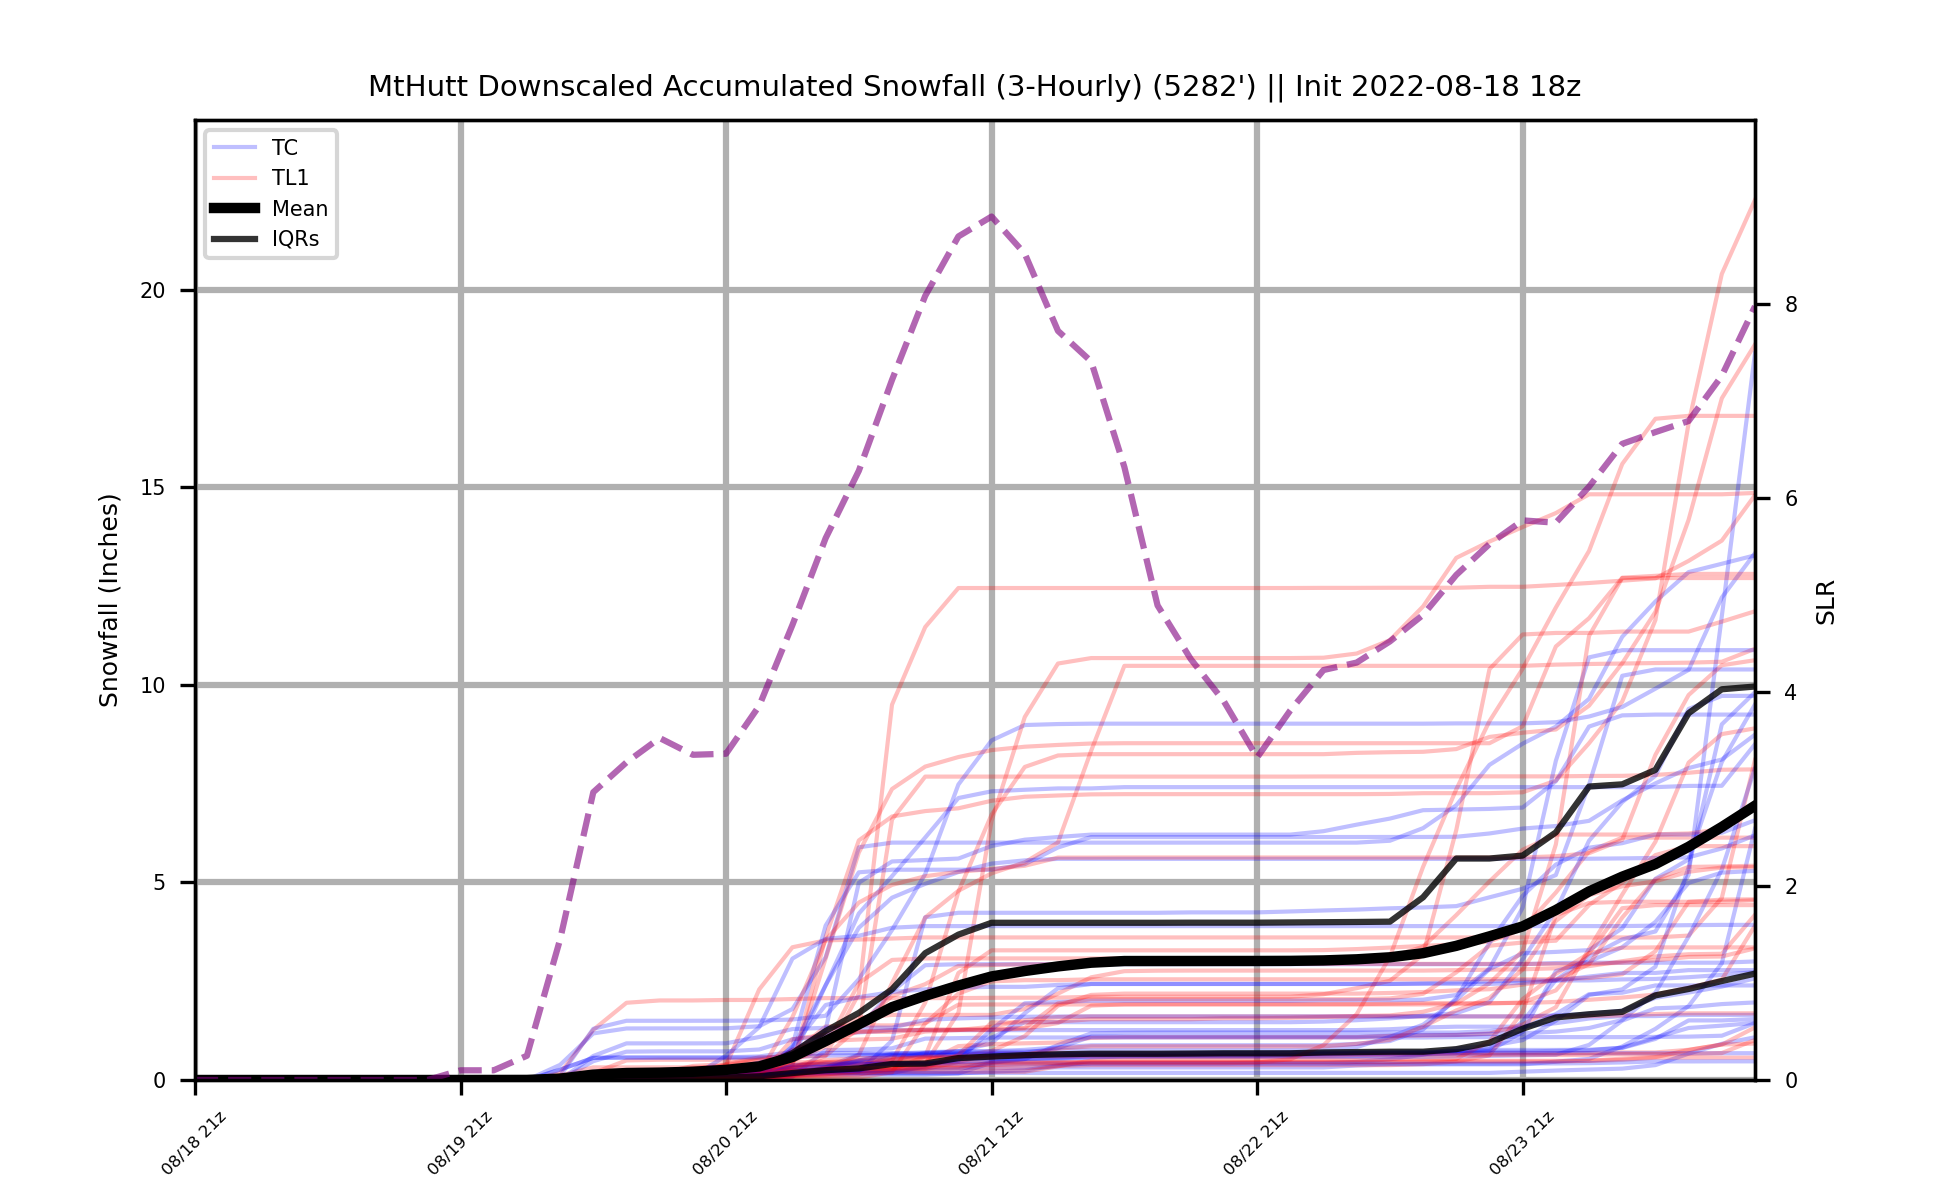 MtHutt Downscaled Accumulated Snowfall (3-Hourly) (5282') || Init 2022-08-18 18z
TC
TL1
Mean
IQRs
Snowfall (Inches)
20
15
10
5
0
8
6
4
2
0
SLR
08/18 21z
08/19 21z
08/20 21z
08/21 21z
08/22 21z
08/23 21z